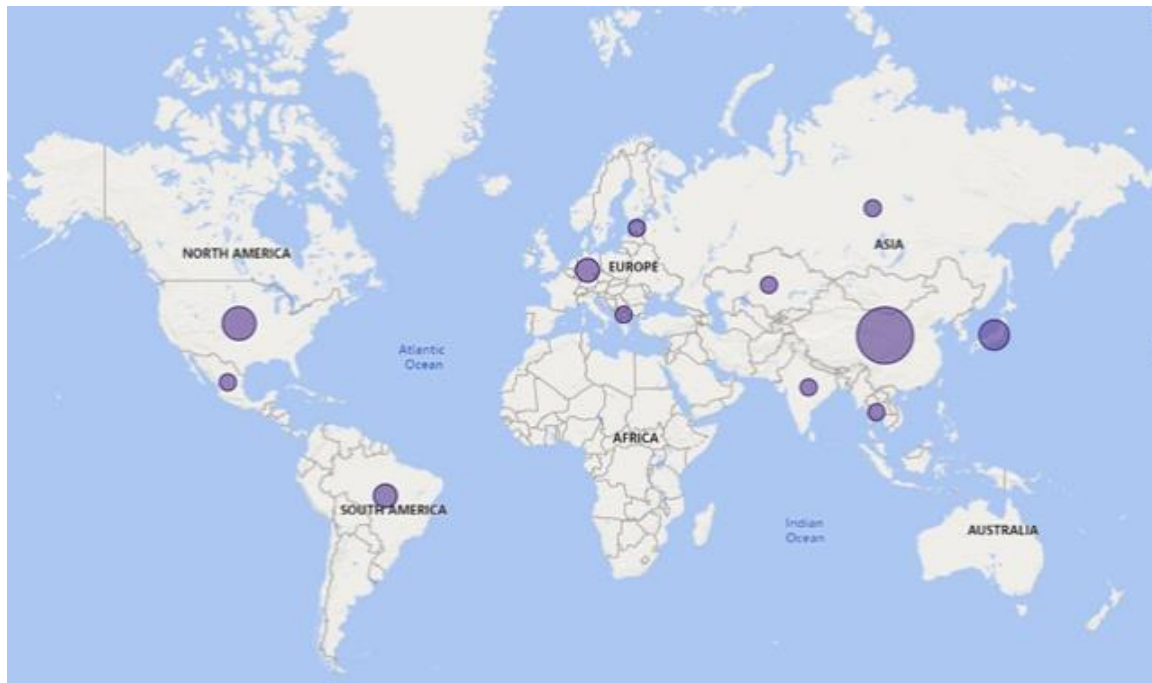 NORTH AMERICA
ASIA
EUROPE
Atlantic
Ocean
AFRICA
SOUTH AMERICA
Indian
Ocean
AUSTRALIA